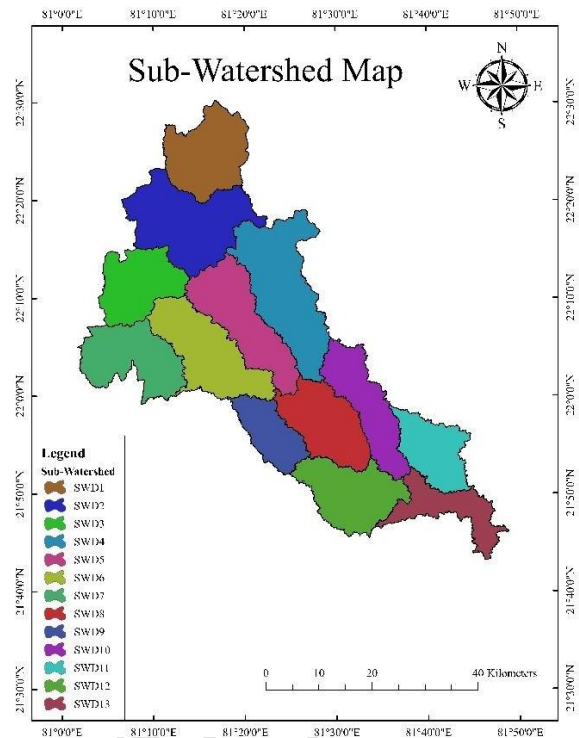 81°0'0"E 81°10'0"E 81°20'0"E 81°30'0"E 81°40'0"E 81°50'0"E
Sub-Watershed Map
N
W E
S
22°30'0"N 22°30'0"N
22°20'0"N 22°20'0"N
22°10'0"N 22°10'0"N
22°0'0"N 22°0'0"N
21°50'0"N 21°50'0"N
21°40'0"N 21°40'0"N
21°30'0"N 21°30'0"N
Legend
Sub-Watershed
SWD1
SWD2
SWD3
SWD4
SWD5
SWD6
SWD7
SWD8
SWD9
SWD10
SWD11
SWD12
SWD13
0 10 20 40 Kilometers
81°0'0"E 81°10'0"E 81°20'0"E 81°30'0"E 81°40'0"E 81°50'0"E